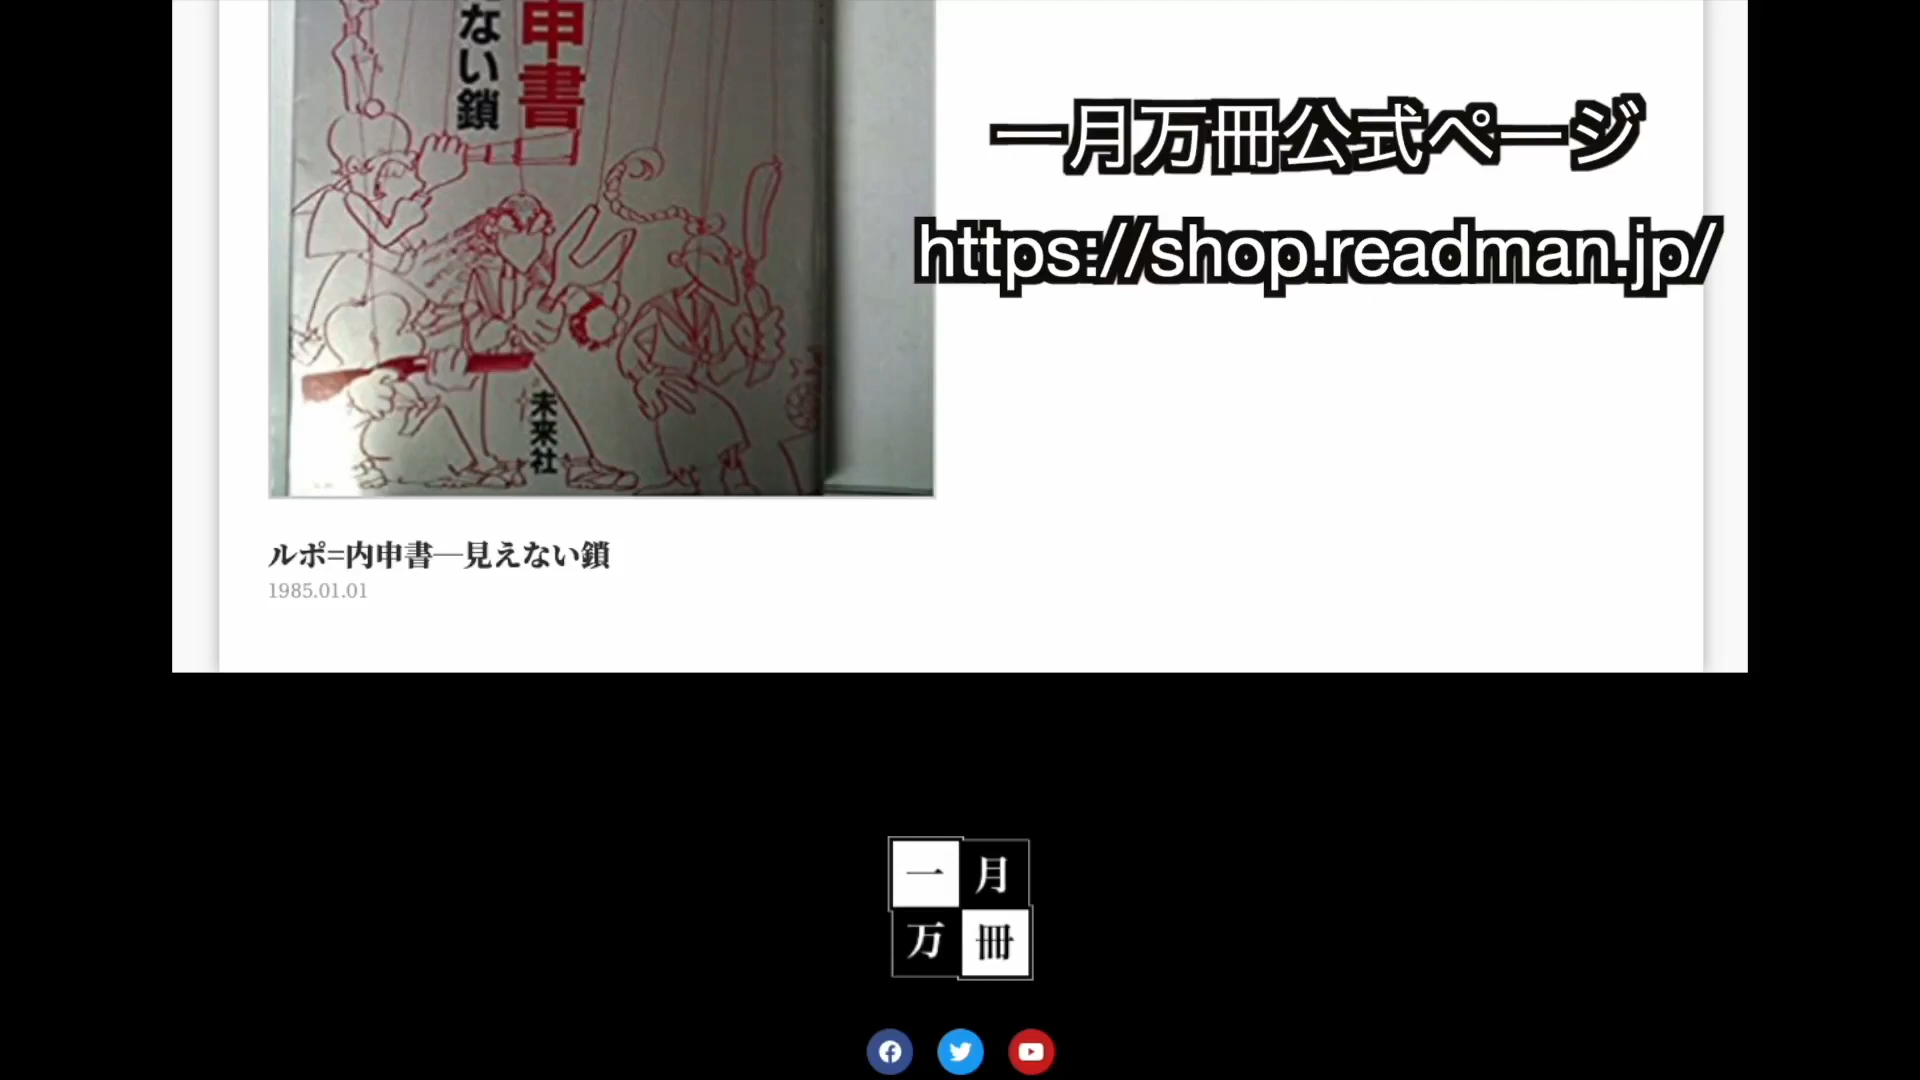 申書
ない鎖
一月万冊公式ページ
https://shop.readman.jp/
未来社
ルポ=内申書─見えない鎖
1985.01.01
一月
万冊